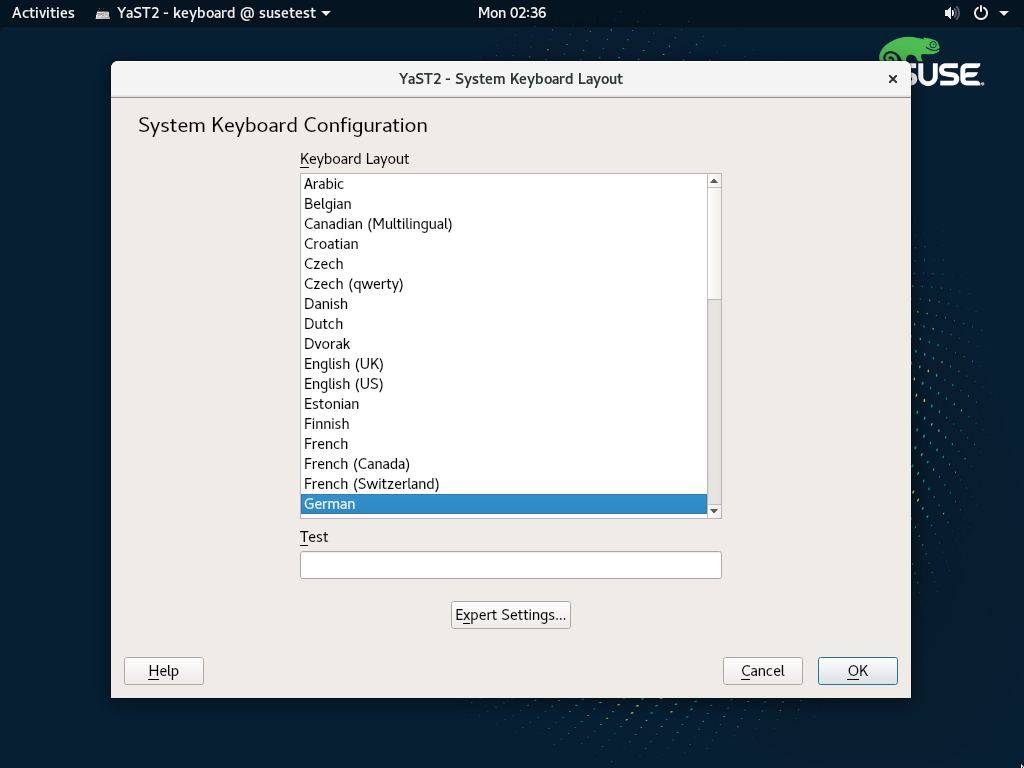 Activities YaST2 - keyboard @ susetest Mon 02:36
SUSE
YaST2 - System Keyboard Layout
System Keyboard Configuration
Keyboard Layout
Arabic
Belgian
Canadian (Multilingual)
Croatian
Czech
Czech (qwerty)
Danish
Dutch
Dvorak
English (UK)
English (US)
Estonian
Finnish
French
French (Canada)
French (Switzerland)
German
Test
Expert Settings...
Help Cancel OK